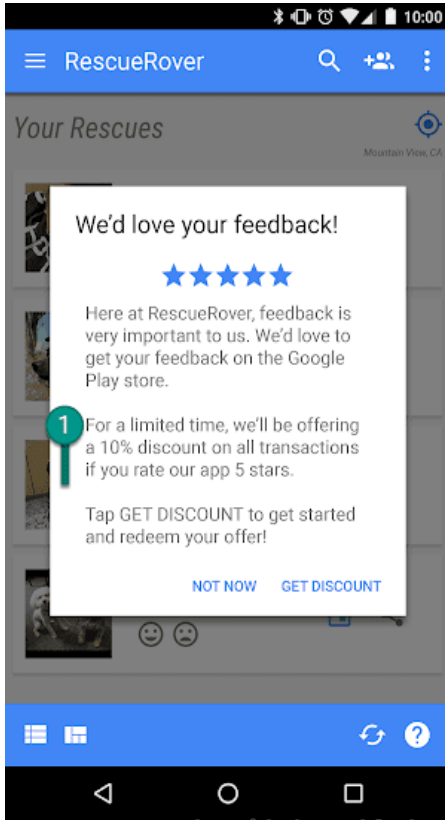 10:00
RescueRover
Your Rescues
Mountain View, CA
We'd love your feedback!
Here at RescueRover, feedback is
very important to us. We'd love to
get your feedback on the Google
Play store.
1
For a limited time, we'll be offering
a 10% discount on all transactions
if you rate our app 5 stars.
Tap GET DISCOUNT to get started
and redeem your offer!
NOT NOW GET DISCOUNT